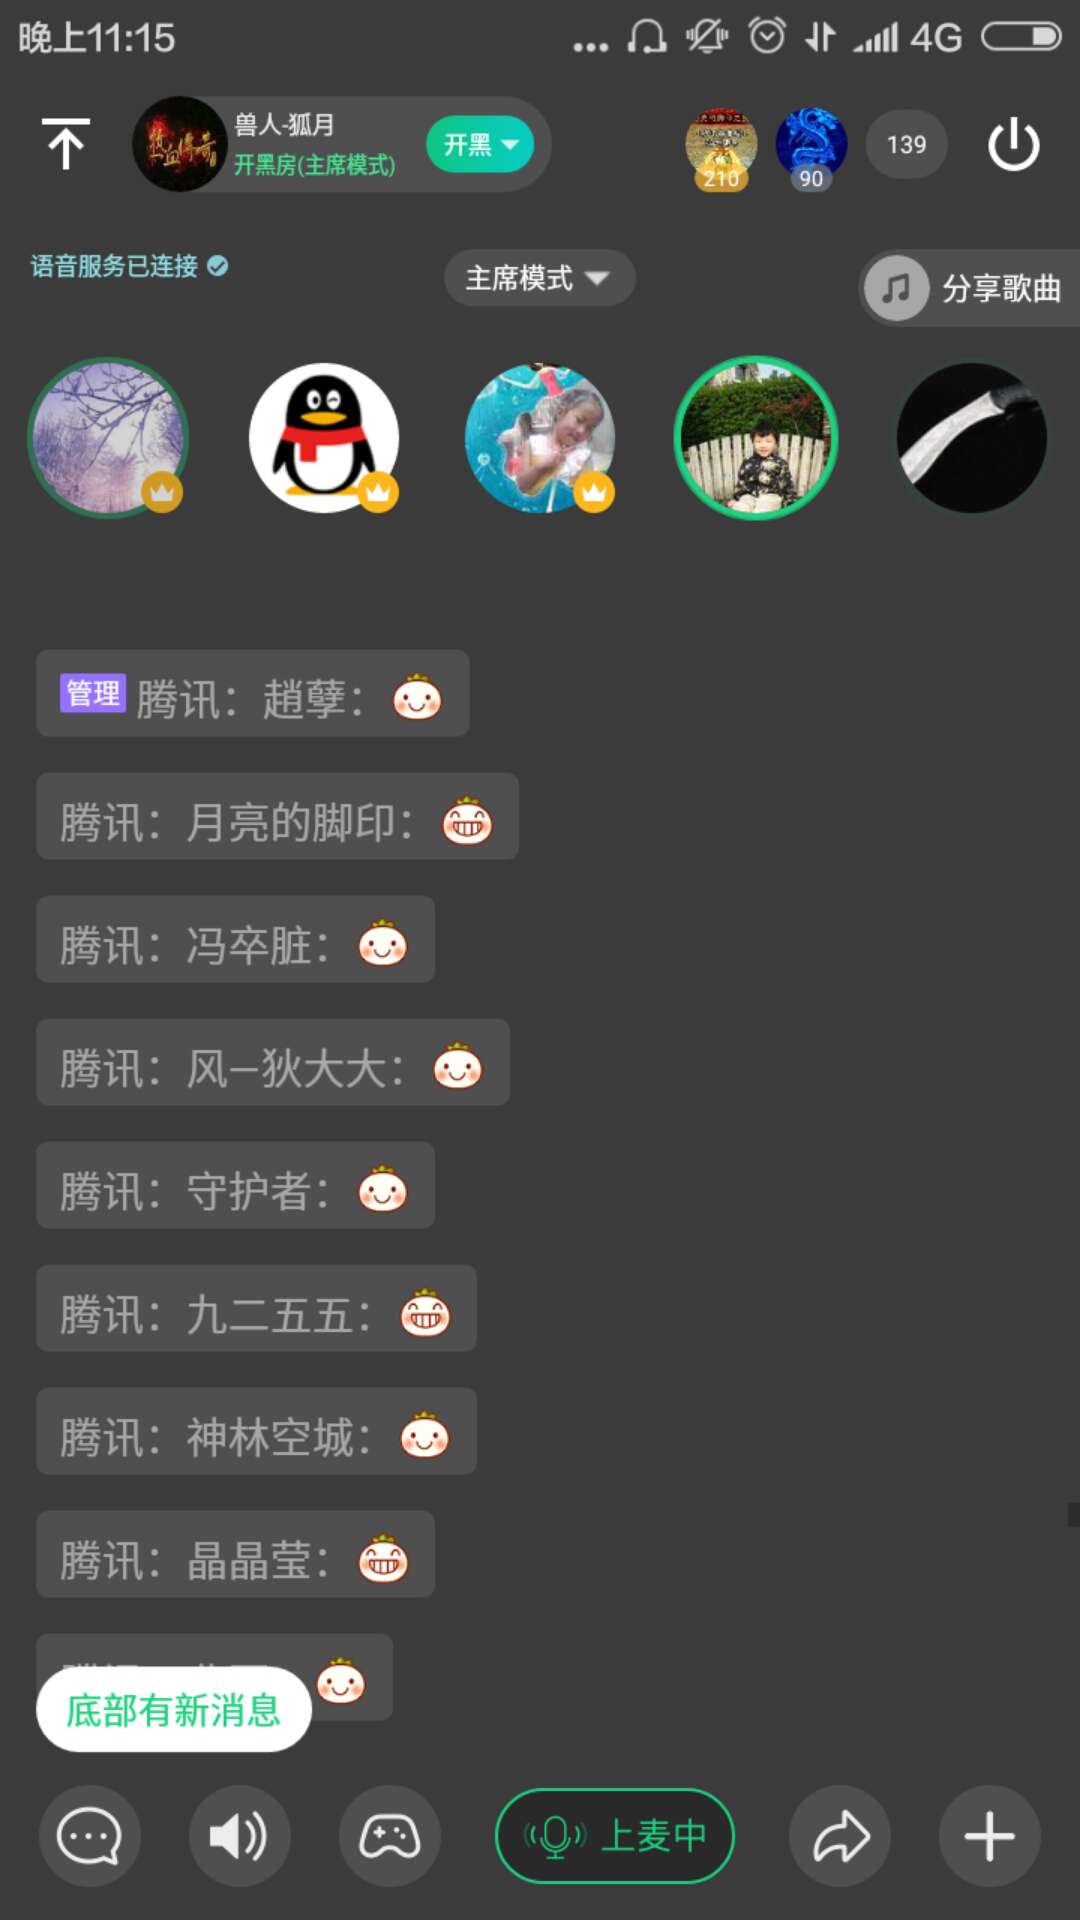 晚上11:15
4G
热血传奇
兽人-狐月
开黑房(主席模式)
开黑
210
90
139
语音服务已连接
主席模式
分享歌曲
管理 腾讯：趙孽：
腾讯：月亮的脚印：
腾讯：冯卒脏：
腾讯：风—狄大大：
腾讯：守护者：
腾讯：九二五五：
腾讯：神林空城：
腾讯：晶晶莹：
底部有新消息
上麦中